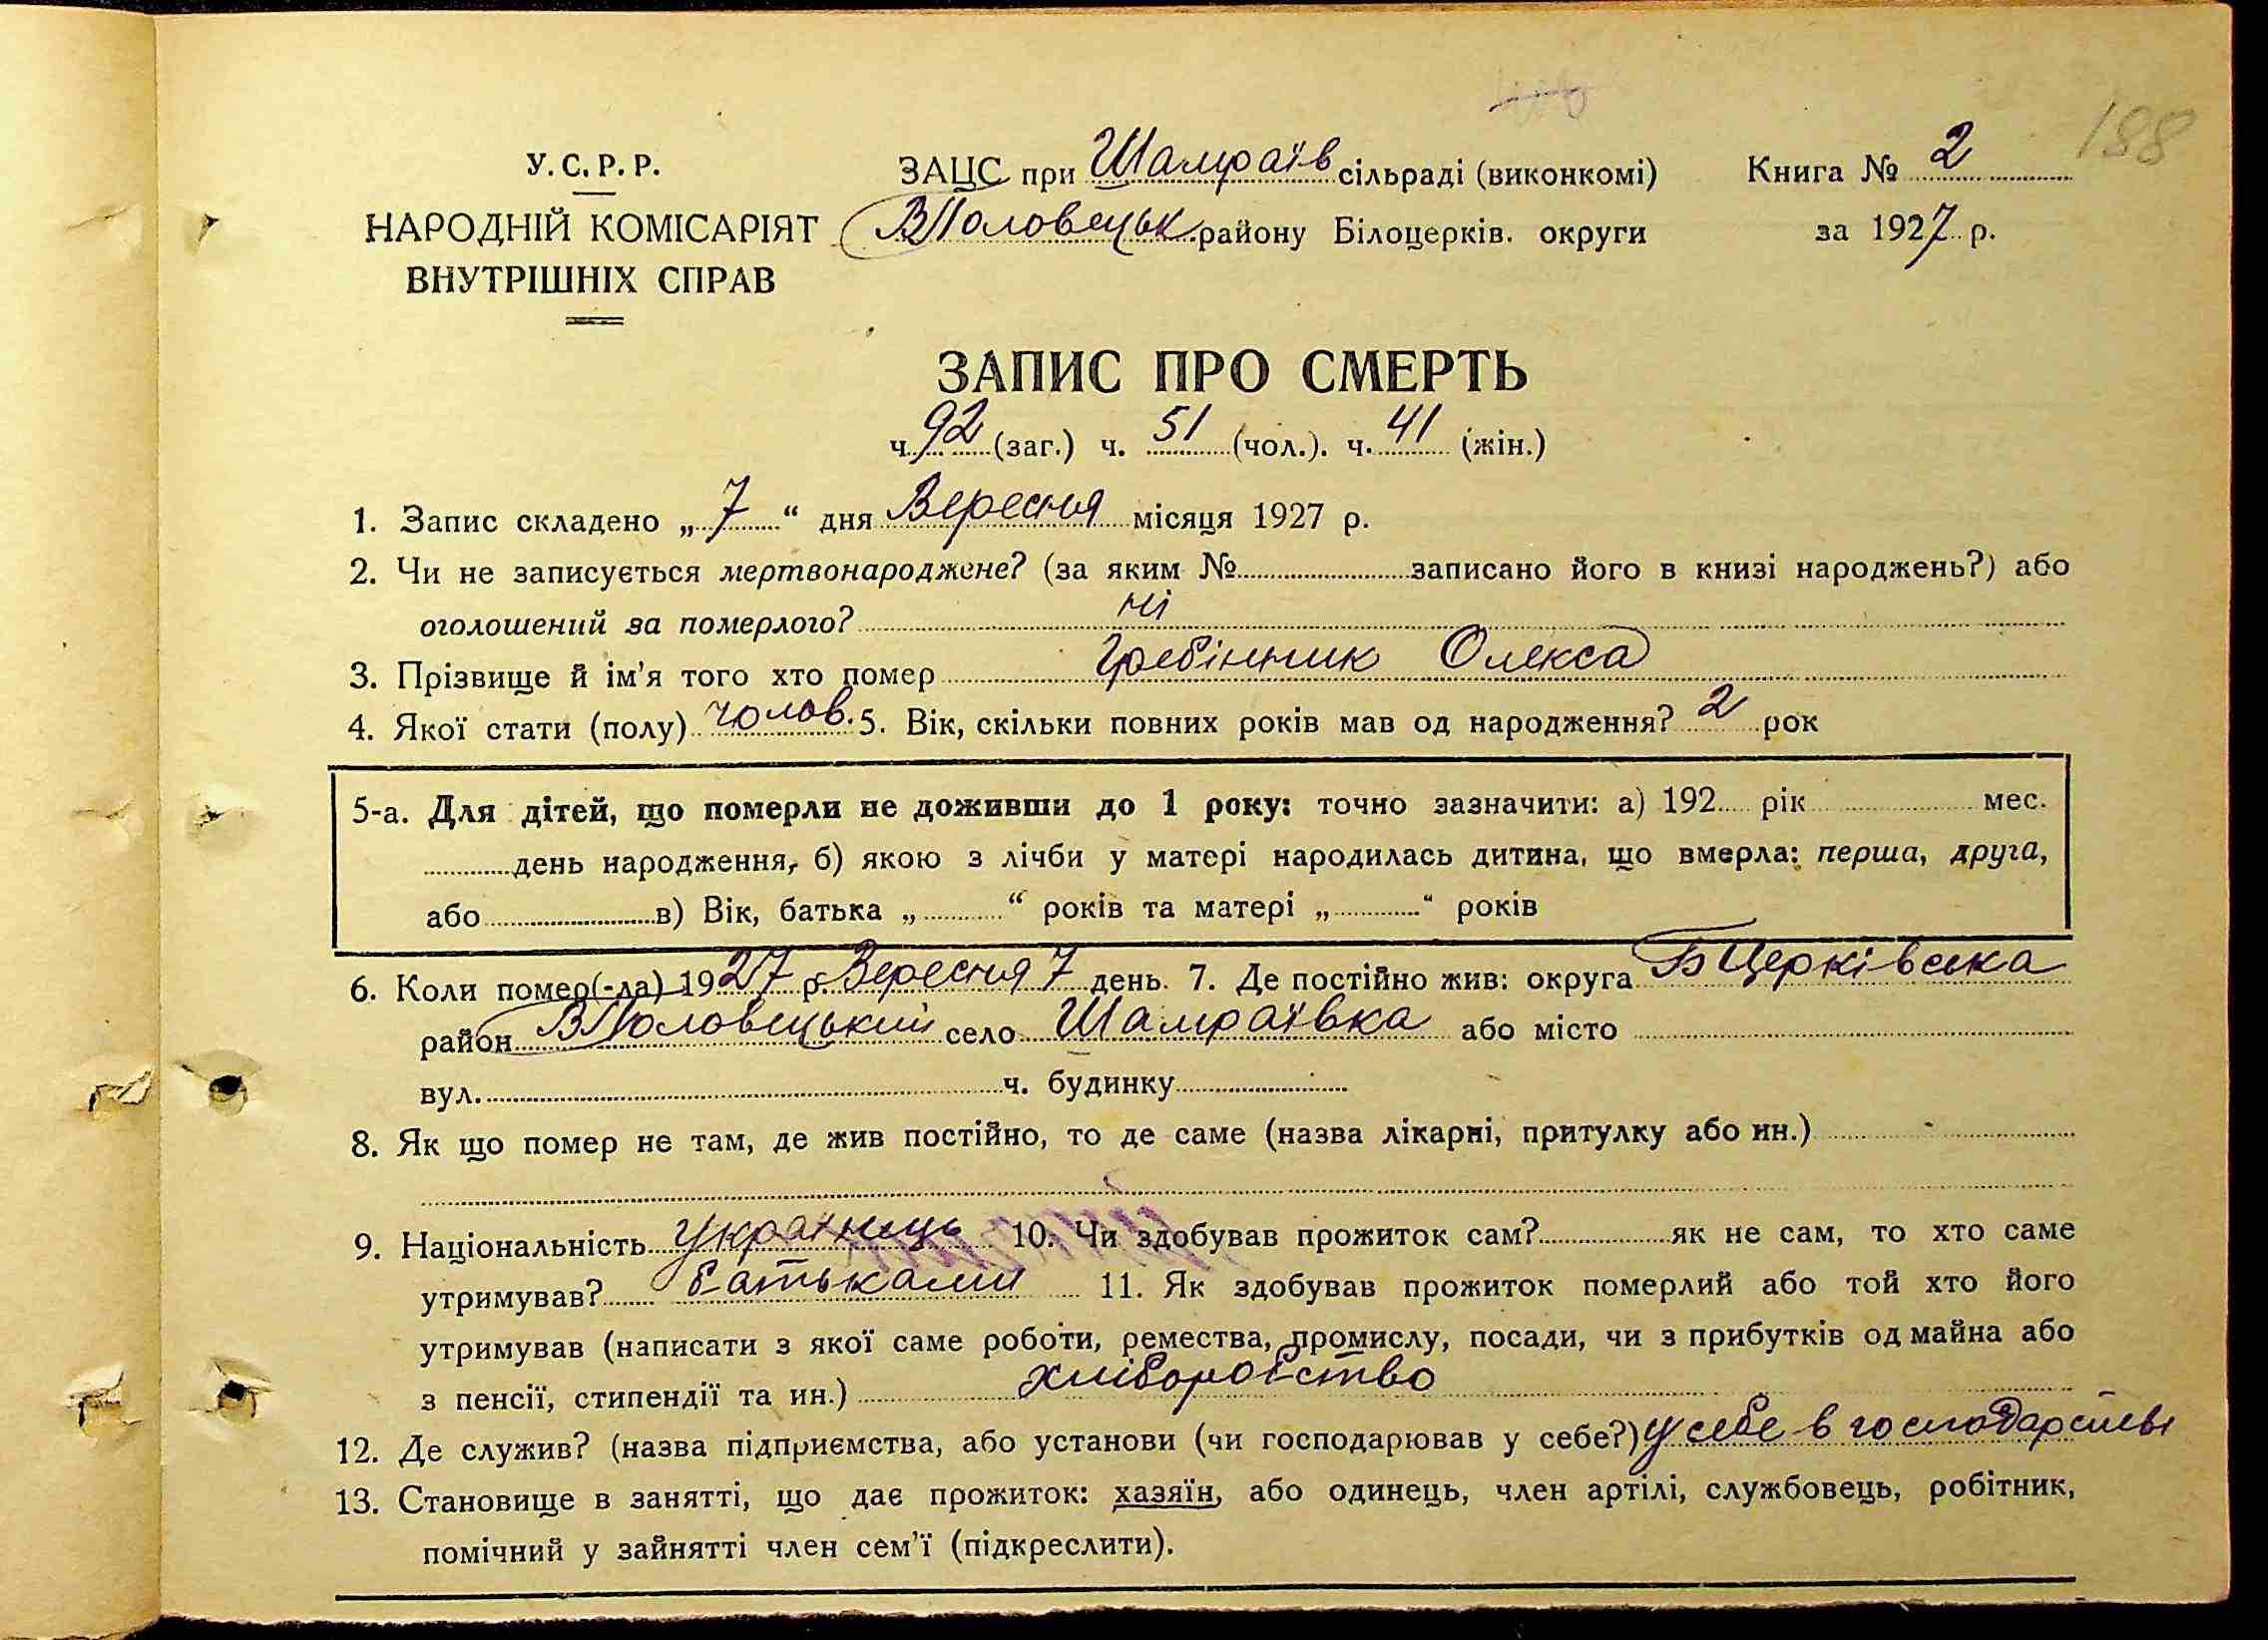 198
У.С.Р.Р. ЗАЦС при Шамраїв сільраді (виконкомі) Книга № 2
НАРОДНІЙ КОМІСАРІЯТ ВПоловецьк району Білоцерків. округи за 1927 р.
ВНУТРІШНІХ СПРАВ
ЗАПИС ПРО СМЕРТЬ
ч. 92 (заг.) ч. 51 (чол.). ч. 41 (жін.)
1. Запис складено „ 7 “ дня Вересня місяця 1927 р.
2. Чи не записується мертвонароджене? (за яким № записано його в книзі народжень?) або
оголошений за померлого? ні
3. Прізвище й ім'я того хто помер Гребінник Олекса
4. Якої стати (полу) чолов. 5. Вік, скільки повних років мав од народження? 2 рок
5-а. Для дітей, що померли не доживши до 1 року: точно зазначити: а) 192 рік мес.
день народження, б) якою з лічби у матері народилась дитина, що вмерла: перша, друга,
або в) Вік, батька „ “ років та матері „ “ років
6. Коли помер(-ла) 1927 р. Вересня 7 день. 7. Де постійно жив: округа БЦерківська
район ВПоловецький село Шамраївка або місто
вул. ч. будинку
8. Як що помер не там, де жив постійно, то де саме (назва лікарні, притулку або ин.)
9. Національність Українець 10. Чи здобував прожиток сам? як не сам, то хто саме
утримував? батьками 11. Як здобував прожиток померлий або той хто його
утримував (написати з якої саме роботи, ремества, промислу, посади, чи з прибутків од майна або
з пенсії, стипендії та ин.) хліборобство
12. Де служив? (назва підприємства, або установи (чи господарював у себе?) у себе в господарстві
13. Становище в занятті, що дає прожиток: хазяїн, або одинець, член артілі, службовець, робітник,
помічний у зайнятті член сем'ї (підкреслити).